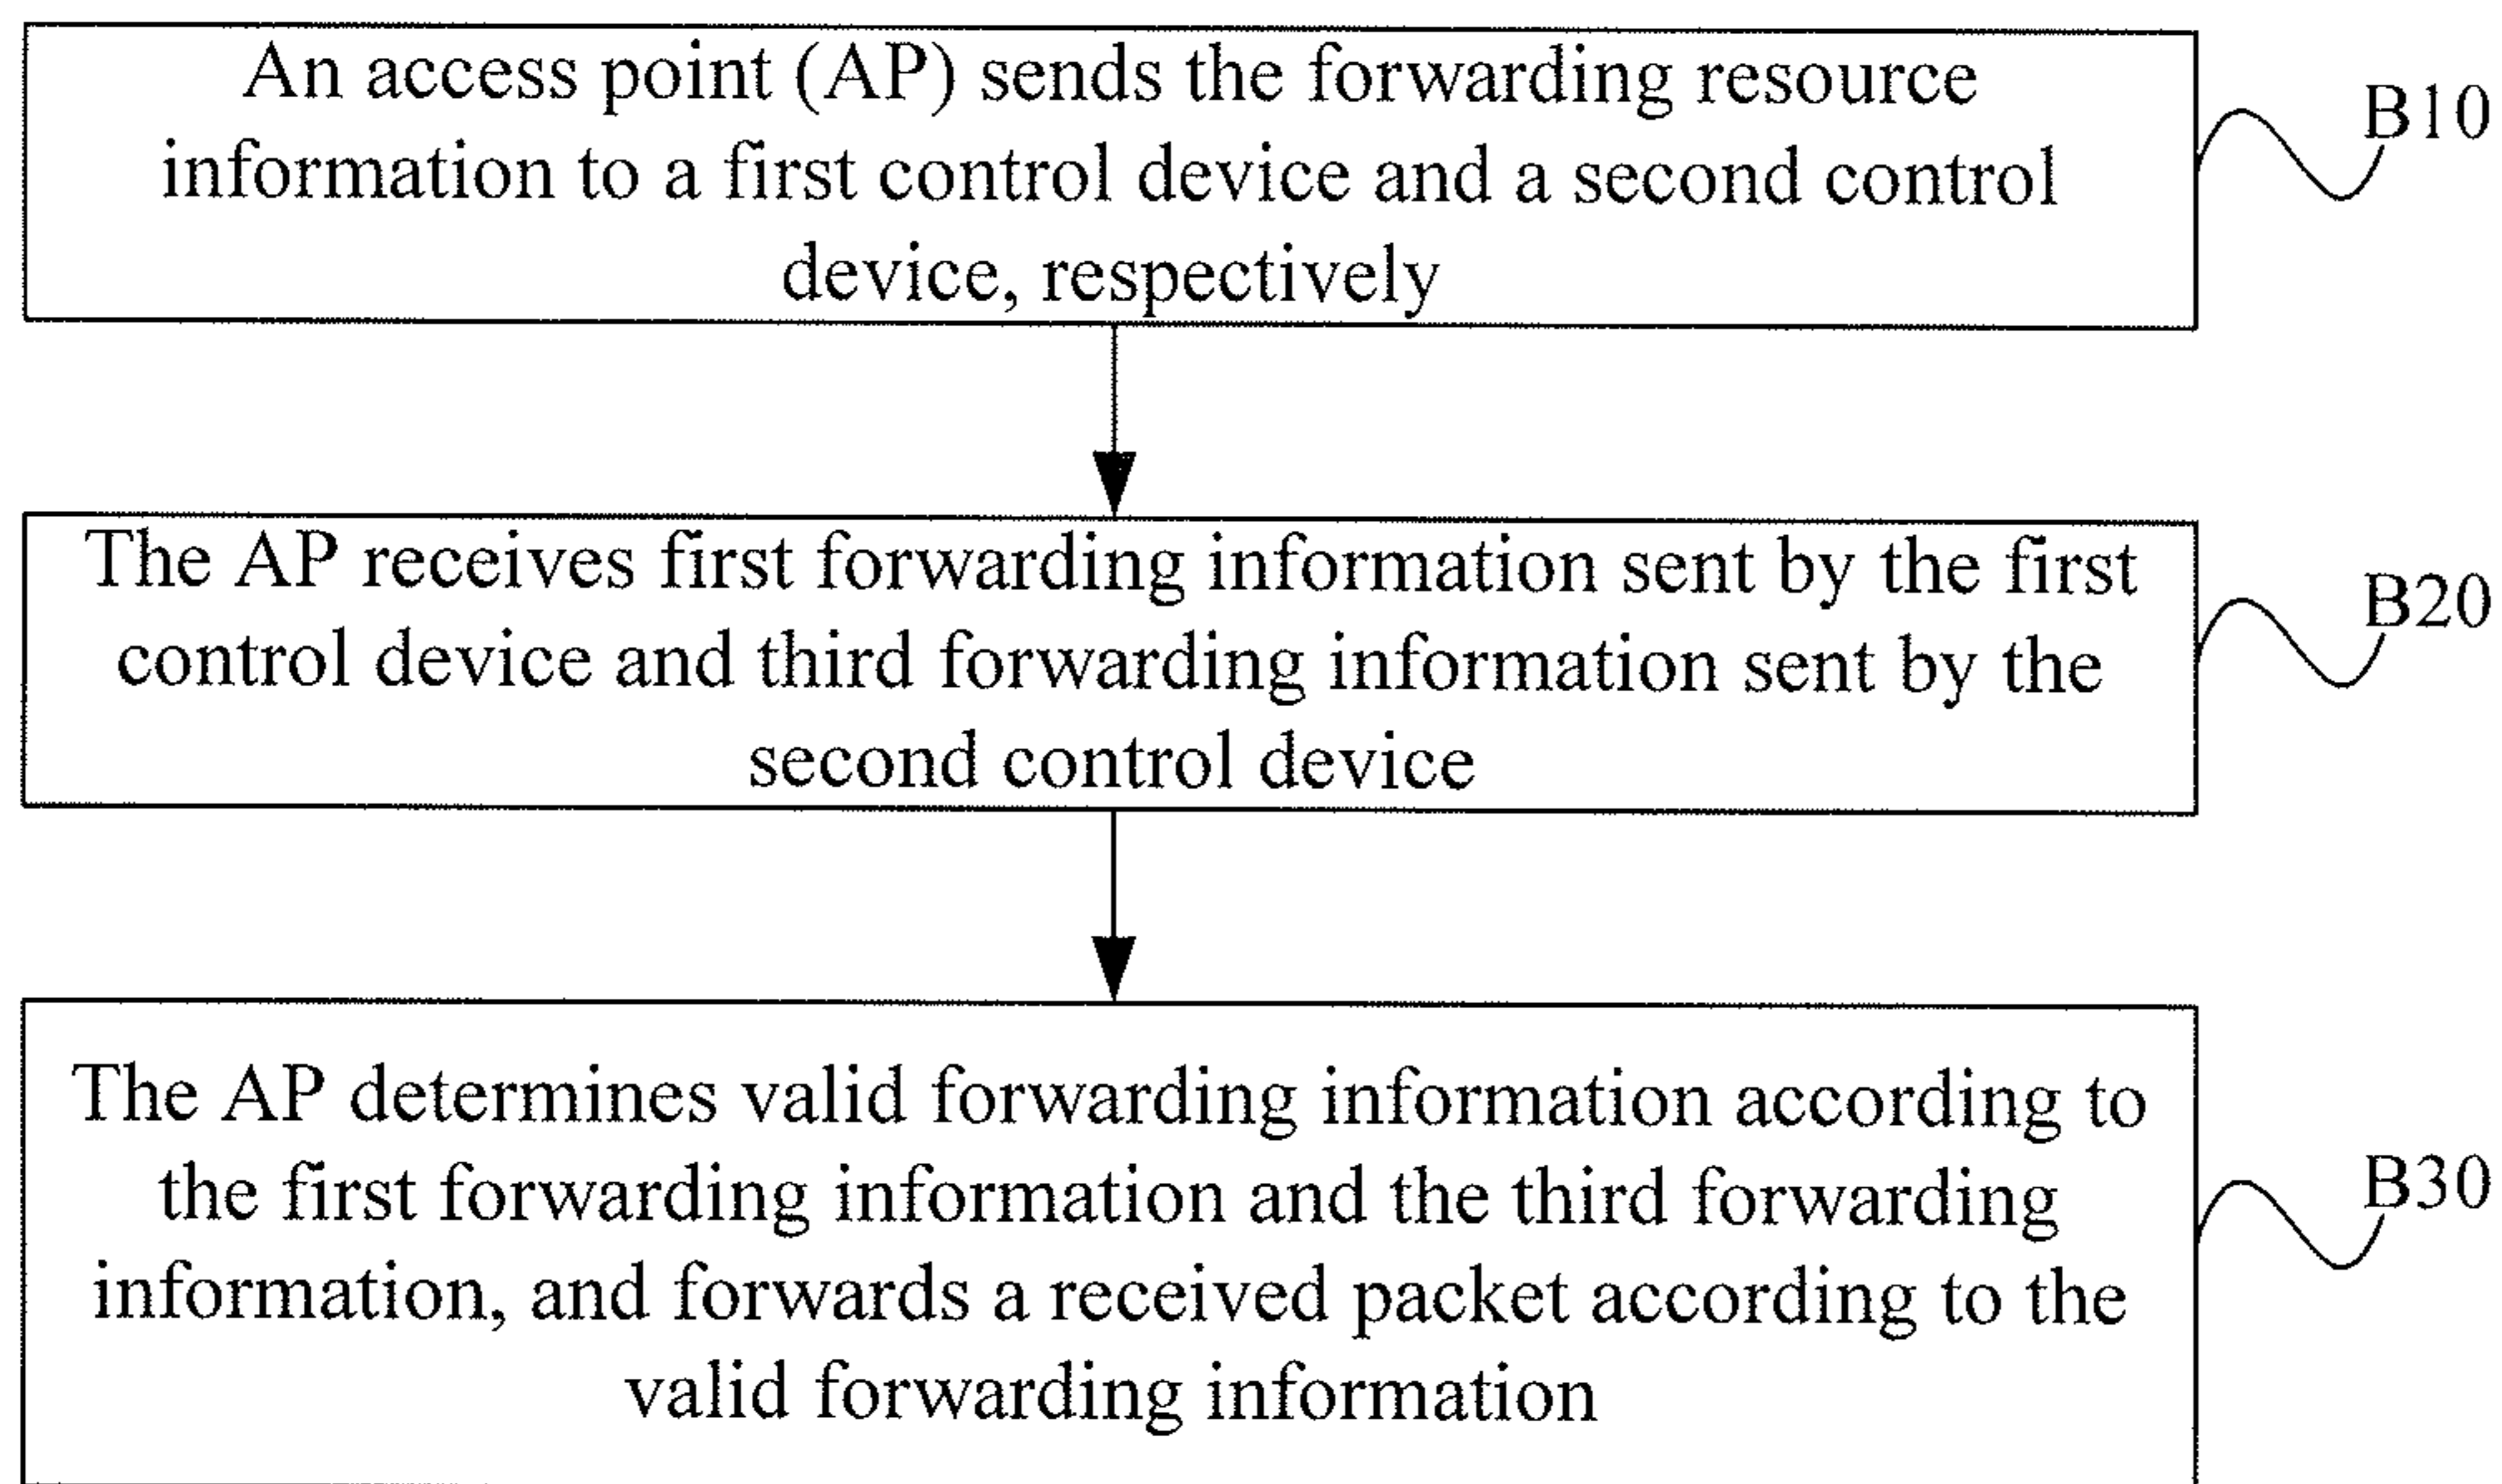 An access point (AP) sends the forwarding resource
information to a first control device and a second control
device, respectively
B10
The AP receives first forwarding information sent by the first
control device and third forwarding information sent by the
second control device
B20
The AP determines valid forwarding information according to
the first forwarding information and the third forwarding
information, and forwards a received packet according to the
valid forwarding information
B30